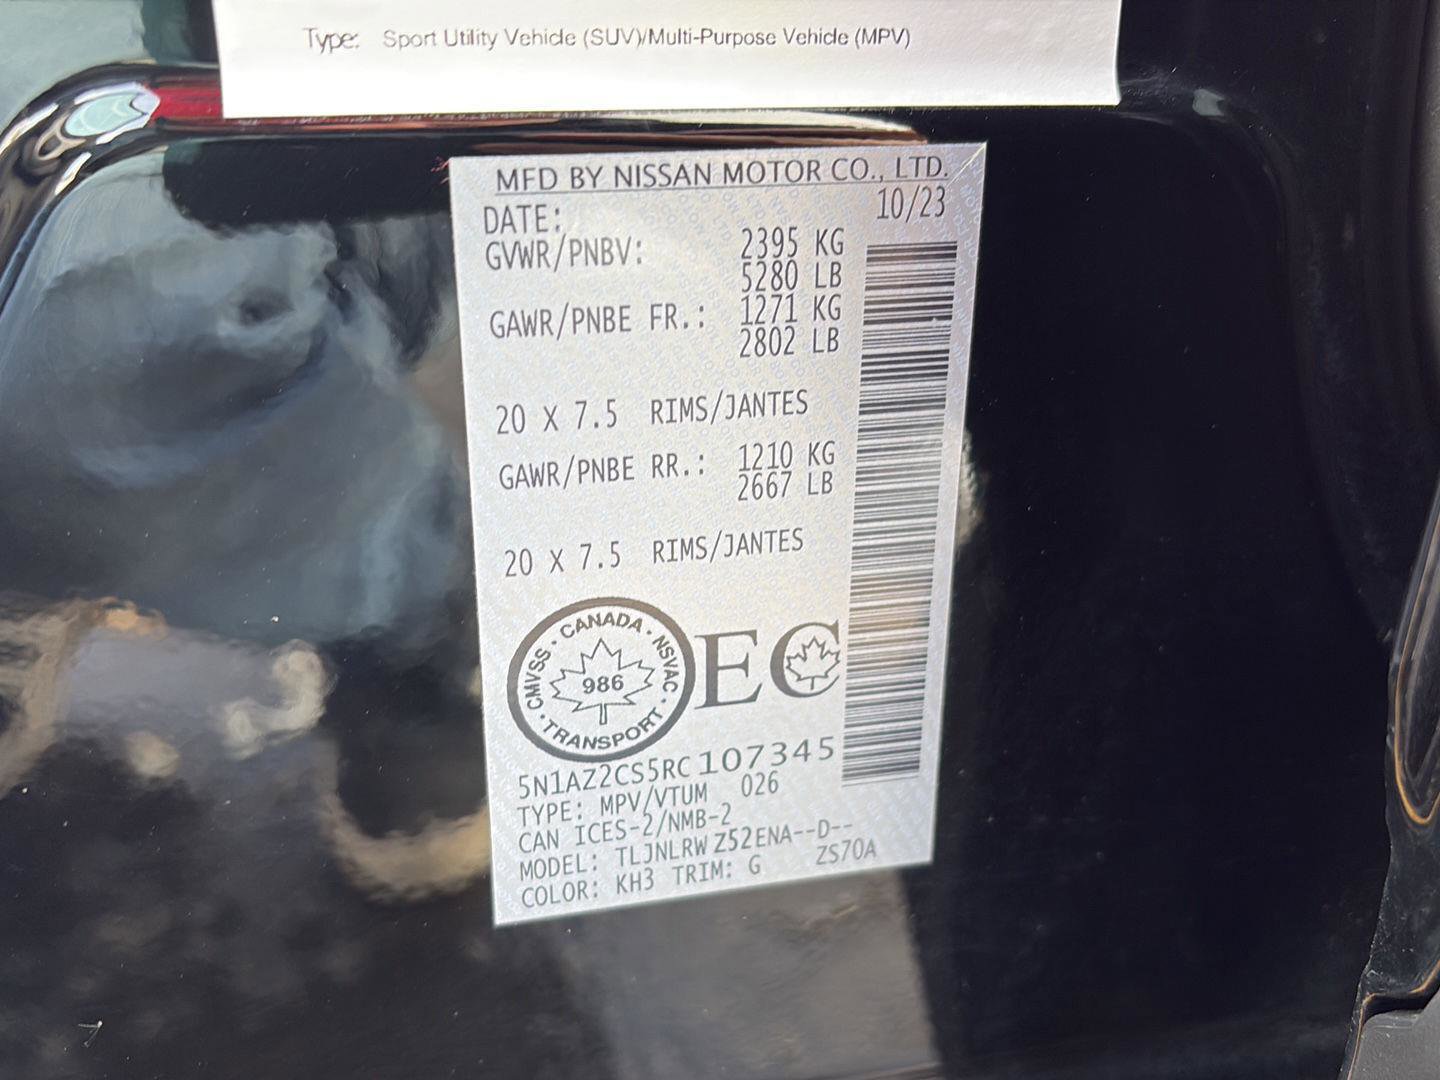 Type: Sport Utility Vehicle (SUV)/Multi-Purpose Vehicle (MPV)
MFD BY NISSAN MOTOR CO., LTD.
DATE: 10/23
GVWR/PNBV: 2395 KG
5280 LB
GAWR/PNBE FR.: 1271 KG
2802 LB
20 X 7.5 RIMS/JANTES
GAWR/PNBE RR.: 1210 KG
2667 LB
20 X 7.5 RIMS/JANTES
CMVSS · CANADA · NSVAC · TRANSPORT ·
986
EC
5N1AZ2CS5RC107345
TYPE: MPV/VTUM 026
CAN ICES-2/NMB-2
MODEL: TLJNLRWZ52ENA--D--
COLOR: KH3 TRIM: G ZS70A